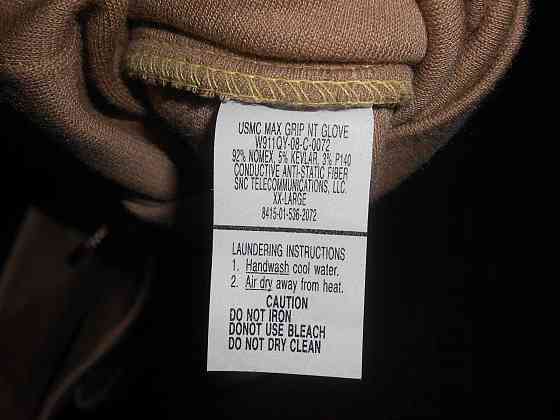 USMC MAX GRIP NT GLOVE
W911QY-08-C-0072
92% NOMEX, 5% KEVLAR, 3% P140
CONDUCTIVE ANTI-STATIC FIBER
SNC TELECOMMUNICATIONS, LLC.
XX-LARGE
8415-01-536-2072
LAUNDERING INSTRUCTIONS
1. Handwash cool water.
2. Air dry away from heat.
CAUTION
DO NOT IRON
DONOT USE BLEACH
DO NOT DRY CLEAN